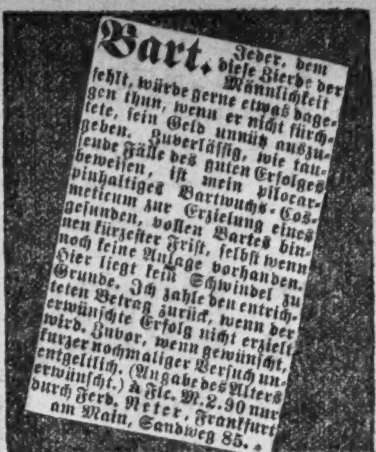 Bart. Jeder, dem
diese Zierde der
Männlichkeit
fehlt, würde gerne etwas dage-
gen thun, wenn er nicht fürch-
tete, sein Geld unnütz auszu-
geben. Zuverlässig, wie tau-
ende Fälle des guten Erfolges
beweisen, ist mein pilocar-
pinhaltiges Bartwuchs-Cos-
meticum zur Erzielung eines
gesunden, vollen Bartes bin-
nen kürzester Frist, selbst wenn
noch keine Anlage vorhanden.
Hier liegt kein Schwindel zu
Grunde. Ich zahle den entrich-
teten Betrag zurück, wenn der
erwünschte Erfolg nicht erzielt
wird. Zuvor, wenn gewünscht,
kurzer nochmaliger Versuch un-
entgeltlich. (Angabe des Alters
erwünscht.) à Flc. M. 2.90 nur
durch Ferd. Reter, Frankfurt
am Main, Sandweg 85.